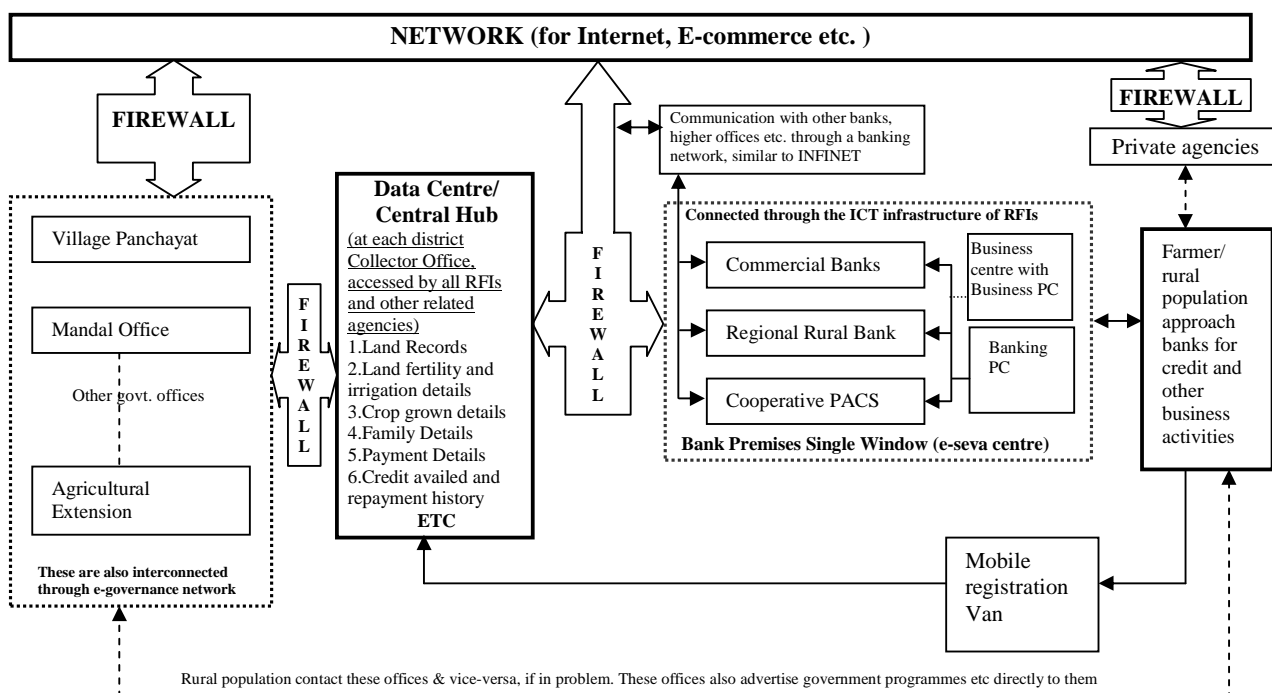 NETWORK (for Internet, E-commerce etc. )
FIREWALL
FIREWALL
Communication with other banks,
higher offices etc. through a banking
network, similar to INFINET
Private agencies
Village Panchayat
Mandal Office
Other govt. offices
Agricultural
Extension
These are also interconnected
through e-governance network
FIREWALL
Data Centre/
Central Hub
(at each district
Collector Office,
accessed by all RFIs
and other related
agencies)
1.Land Records
2.Land fertility and
irrigation details
3.Crop grown details
4.Family Details
5.Payment Details
6.Credit availed and
repayment history
ETC
FIREWALL
Connected through the ICT infrastructure of RFIs
Commercial Banks
Regional Rural Bank
Cooperative PACS
Business
centre with
Business PC
Banking
PC
Bank Premises Single Window (e-seva centre)
Farmer/
rural
population
approach
banks for
credit and
other
business
activities
Mobile
registration
Van
Rural population contact these offices & vice-versa, if in problem. These offices also advertise government programmes etc directly to them